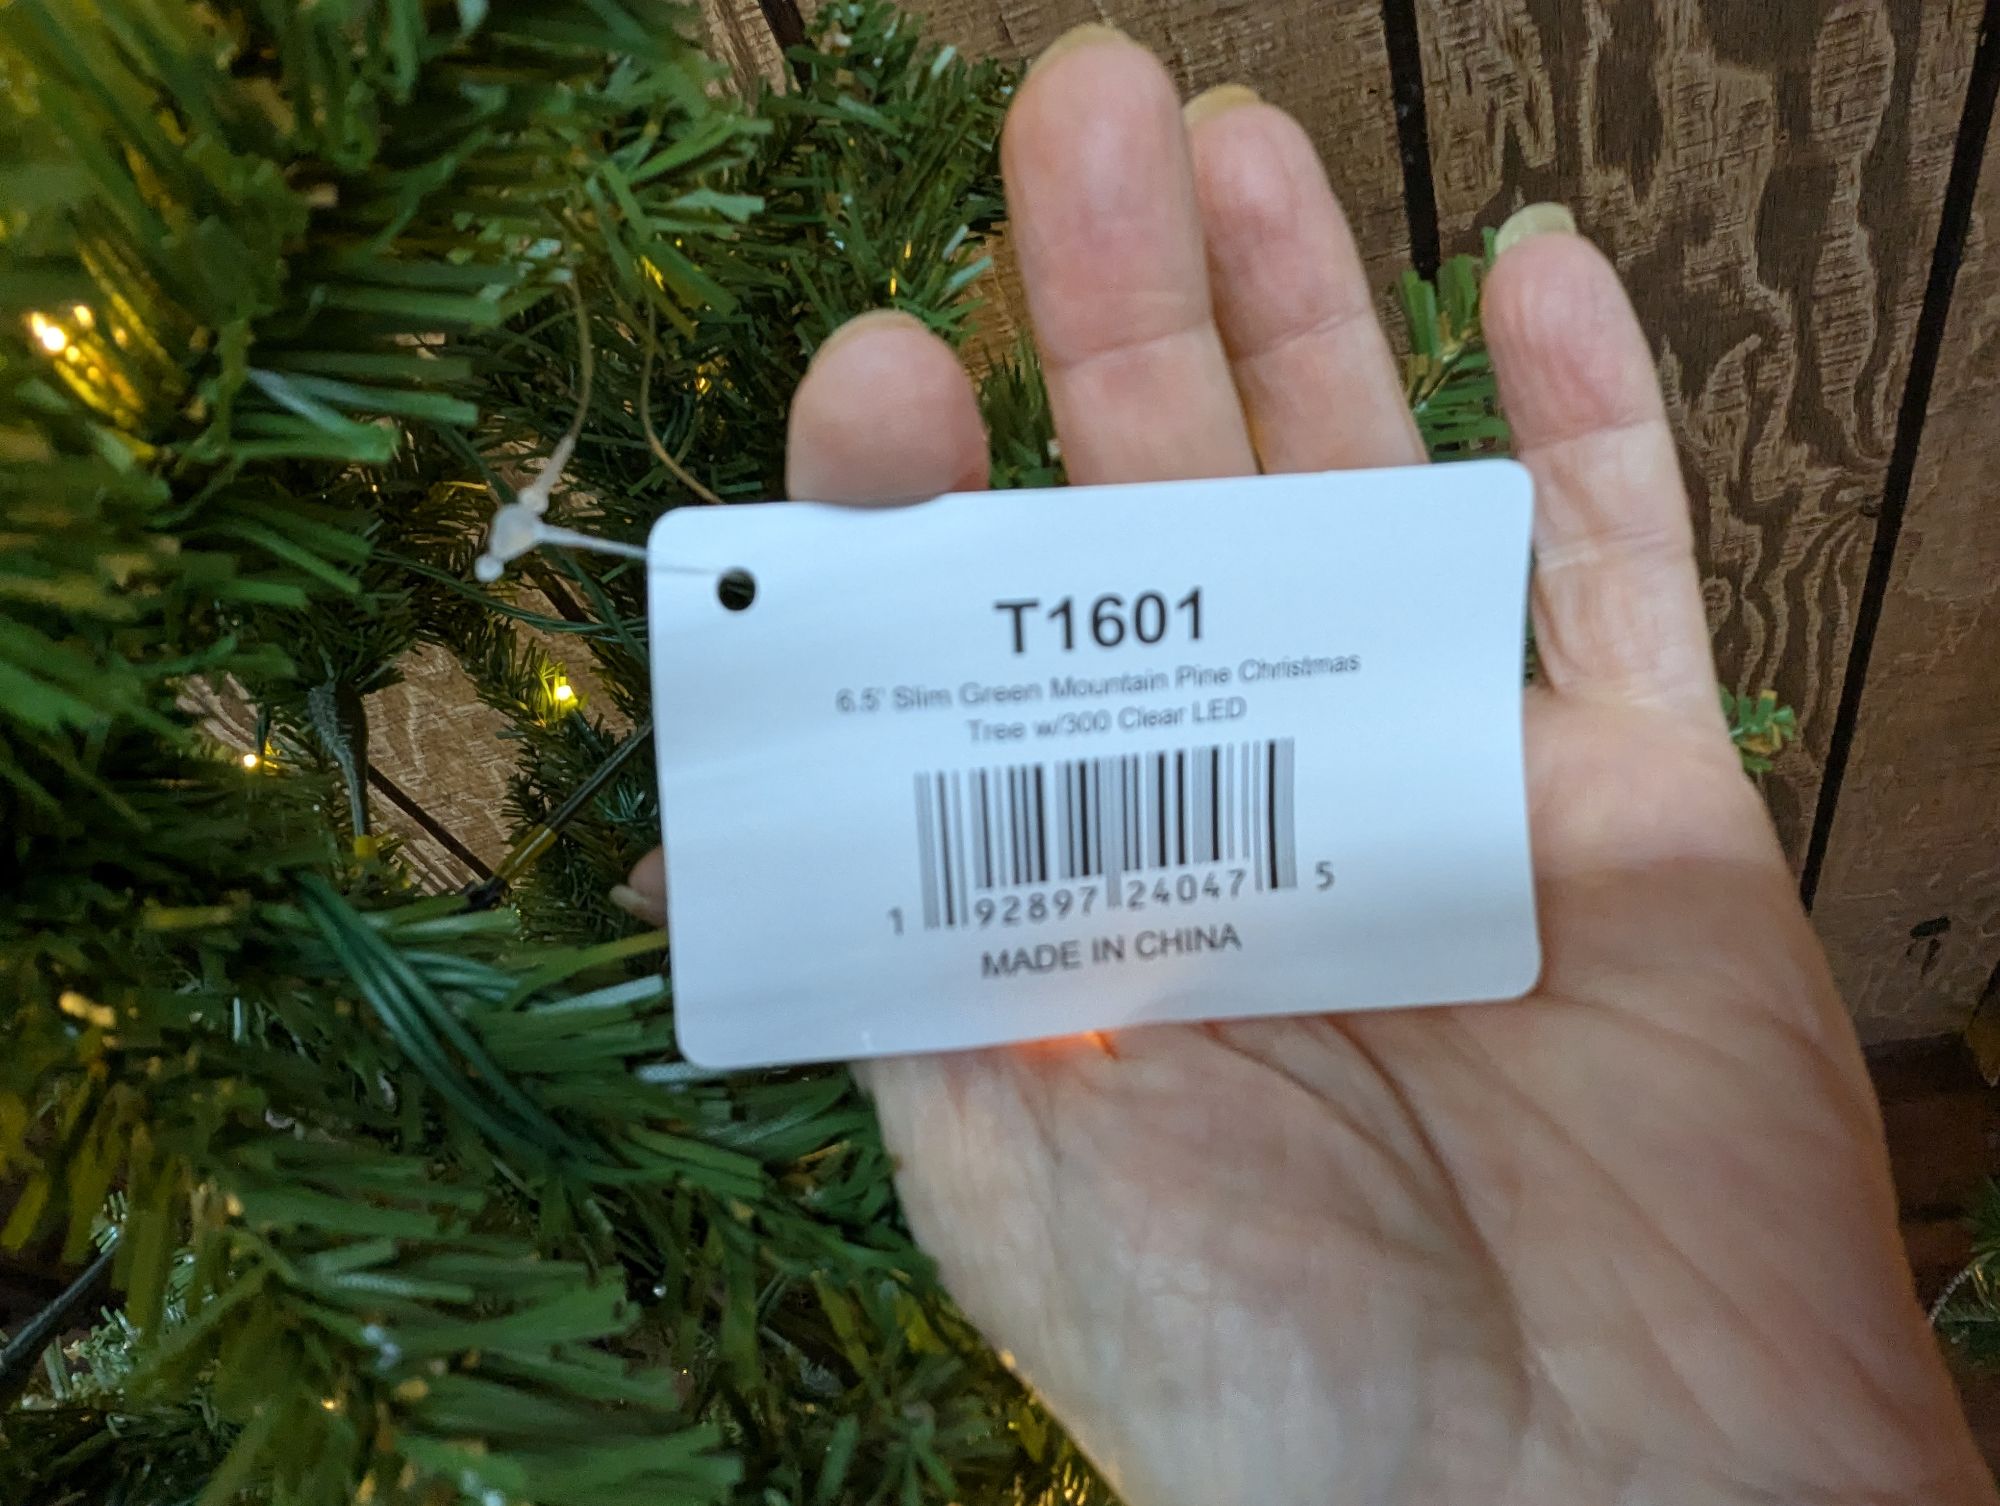 T1601
6.5' Slim Green Mountain Pine Christmas
Tree w/300 Clear LED
1 92897 24047 5
MADE IN CHINA